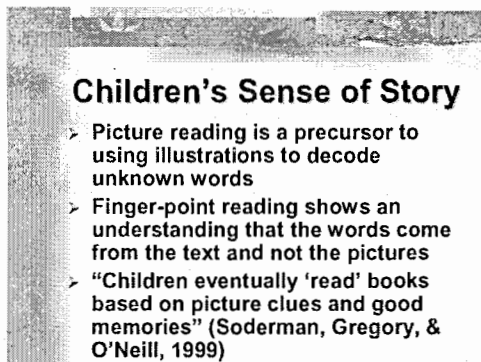 Children's Sense of Story
➢ Picture reading is a precursor to
using illustrations to decode
unknown words
➢ Finger-point reading shows an
understanding that the words come
from the text and not the pictures
➢ "Children eventually 'read' books
based on picture clues and good
memories" (Soderman, Gregory, &
O'Neill, 1999)